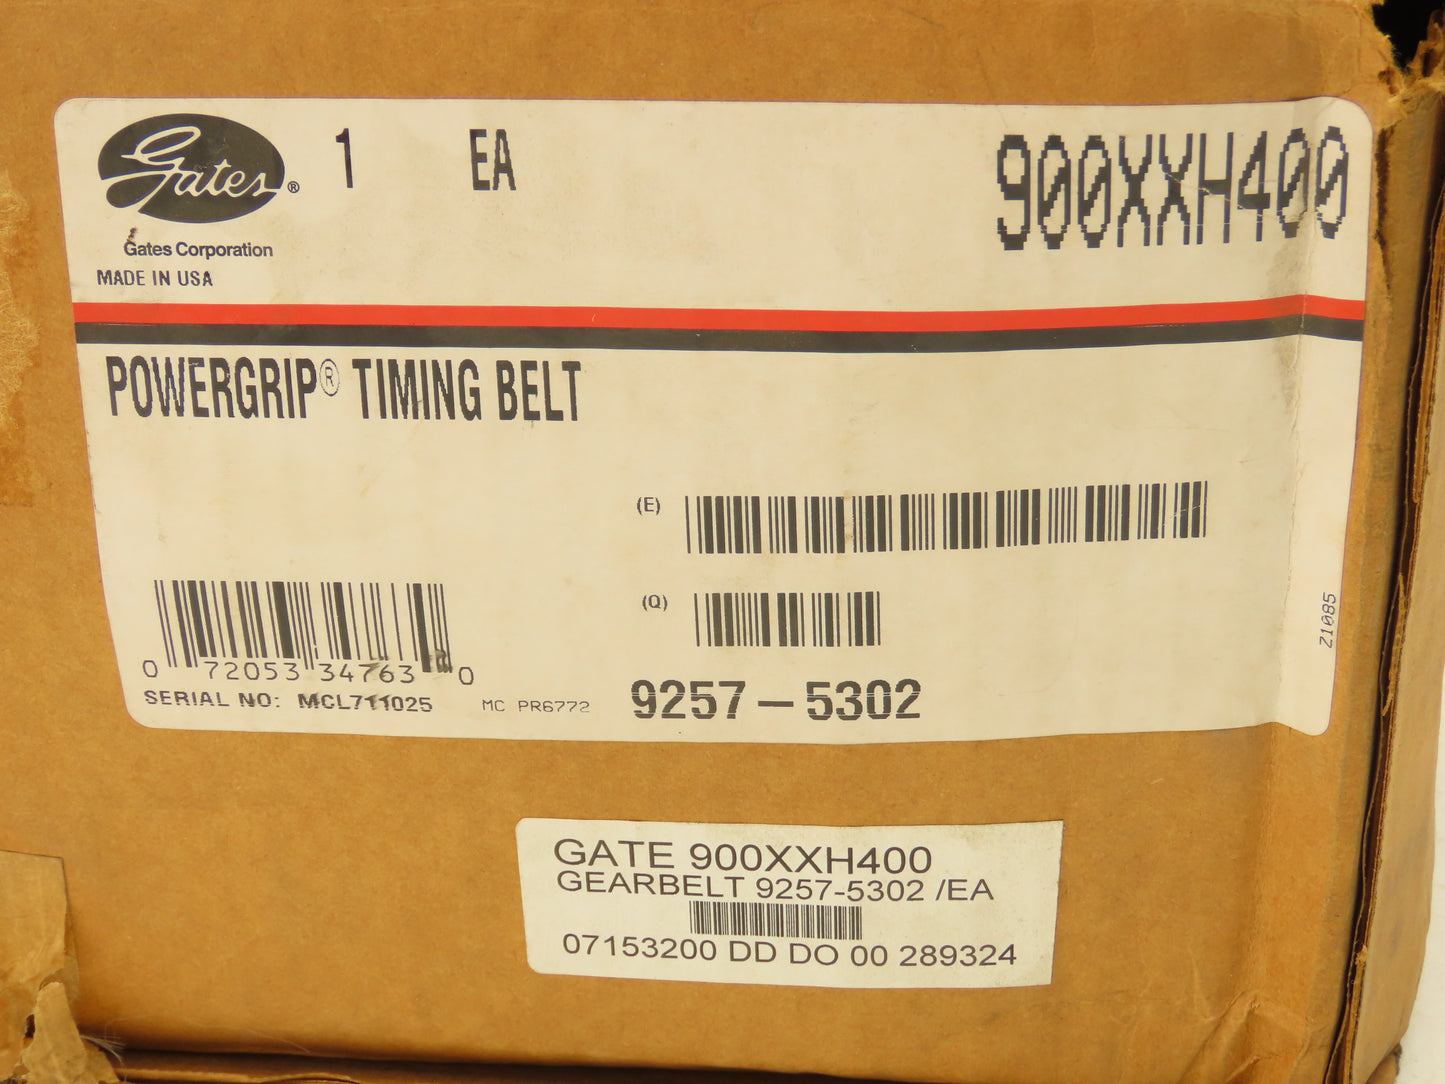 Gates®
1 EA
900XXH400
Gates Corporation
MADE IN USA
POWERGRIP® TIMING BELT
(E)
(Q)
0 72053 34763 0
SERIAL NO: MCL711025
MC PR6772
9257-5302
Z1085
GATE 900XXH400
GEARBELT 9257-5302 /EA
07153200 DD DO 00 289324